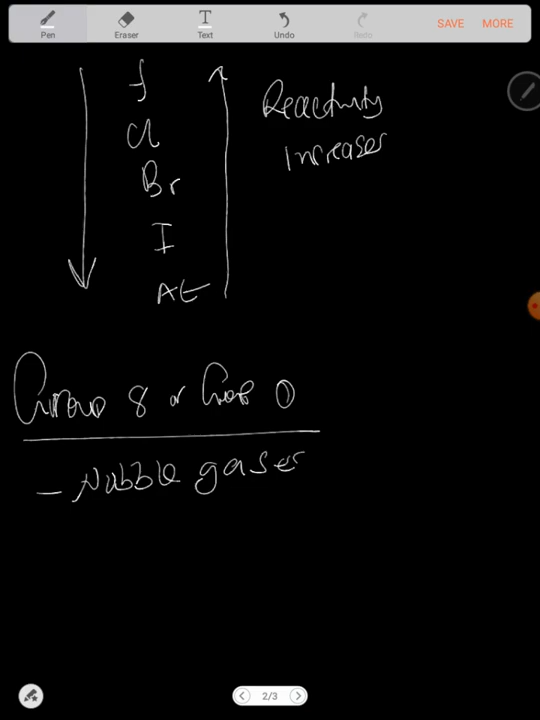 Pen Eraser Text Undo Redo SAVE MORE
f
Cl
Br
I
At
Reactivity
Increases
Group 8 or Group 0
- Nobble gases
2/3